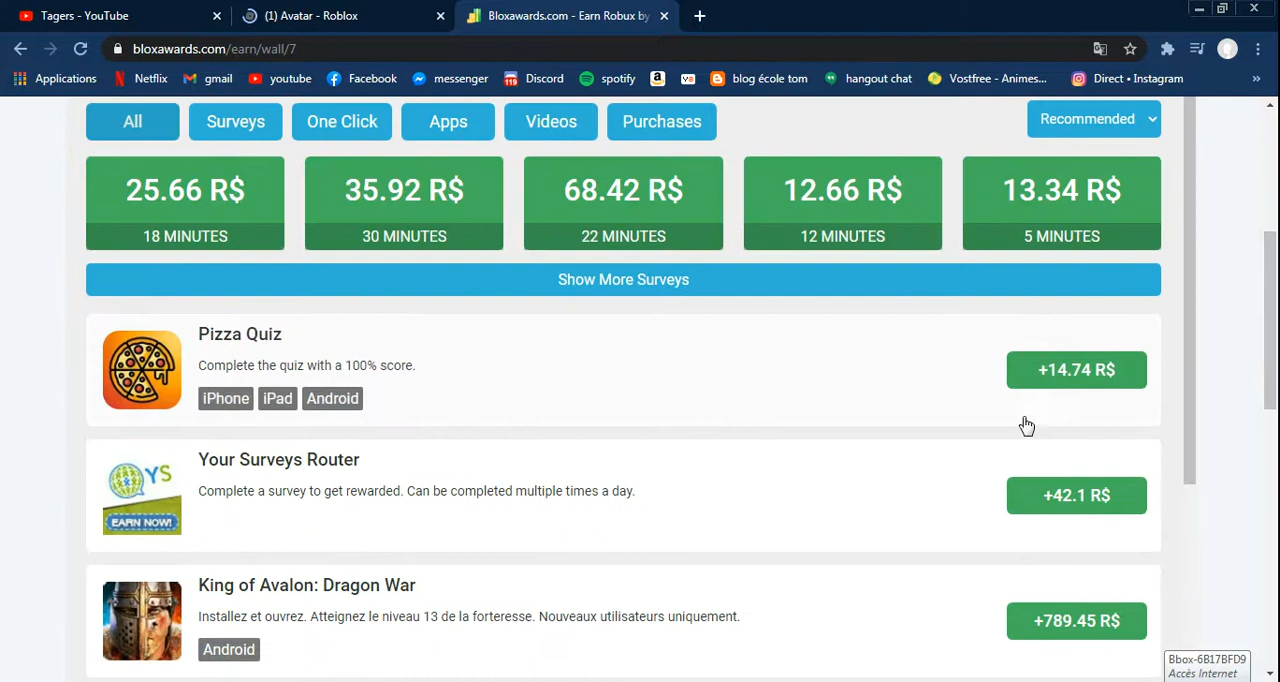 Tagers - YouTube
(1) Avatar - Roblox
Bloxawards.com - Earn Robux by
bloxawards.com/earn/wall/7
Applications
Netflix
gmail
youtube
Facebook
messenger
119
Discord
spotify
blog école tom
hangout chat
Vostfree - Animes...
Direct • Instagram
»
All
Surveys
One Click
Apps
Videos
Purchases
Recommended
25.66 R$
35.92 R$
68.42 R$
12.66 R$
13.34 R$
18 MINUTES
30 MINUTES
22 MINUTES
12 MINUTES
5 MINUTES
Show More Surveys
Pizza Quiz
Complete the quiz with a 100% score.
iPhone
iPad
Android
+14.74 R$
Your Surveys Router
YS
EARN NOW!
Complete a survey to get rewarded. Can be completed multiple times a day.
+42.1 R$
King of Avalon: Dragon War
Installez et ouvrez. Atteignez le niveau 13 de la forteresse. Nouveaux utilisateurs uniquement.
Android
+789.45 R$
Bbox-6B17BFD9
Accès Internet